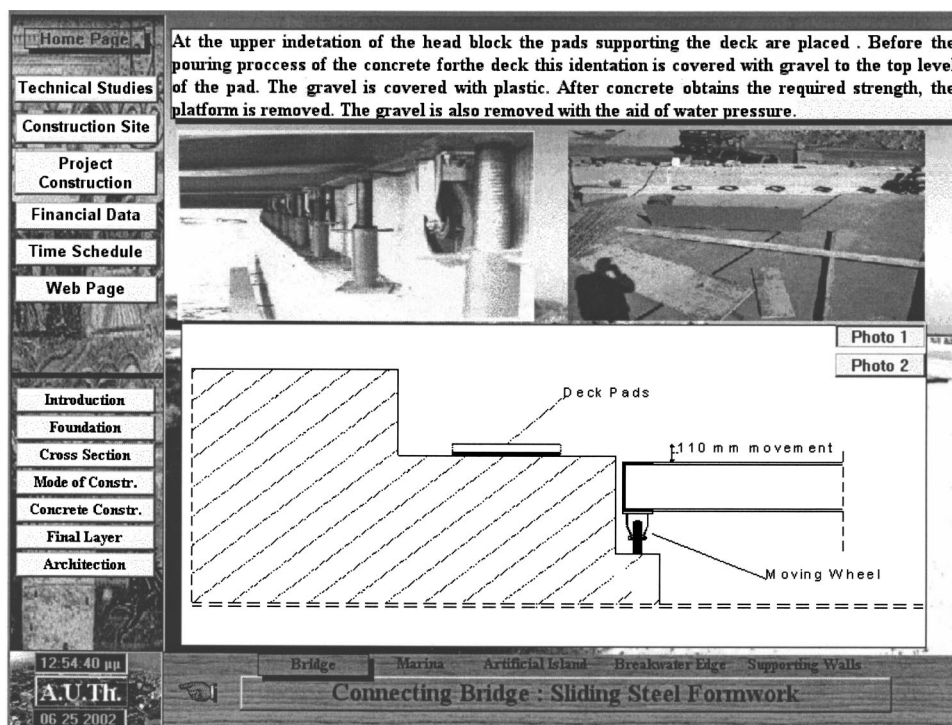 Home Page
At the upper indetation of the head block the pads supporting the deck are placed . Before the
pouring proccess of the concrete forthe deck this identation is covered with gravel to the top level
of the pad. The gravel is covered with plastic. After concrete obtains the required strength, the
platform is removed. The gravel is also removed with the aid of water pressure.
Technical Studies
Construction Site
Project
Construction
Financial Data
Time Schedule
Web Page
Photo 1
Photo 2
Deck Pads
110 mm movement
Moving Wheel
Introduction
Foundation
Cross Section
Mode of Constr.
Concrete Constr.
Final Layer
Architection
12:54:40 μμ
A.U.Th.
06 25 2002
Bridge
Marina
Artificial Island
Breakwater Edge
Supporting Walls
Connecting Bridge : Sliding Steel Formwork